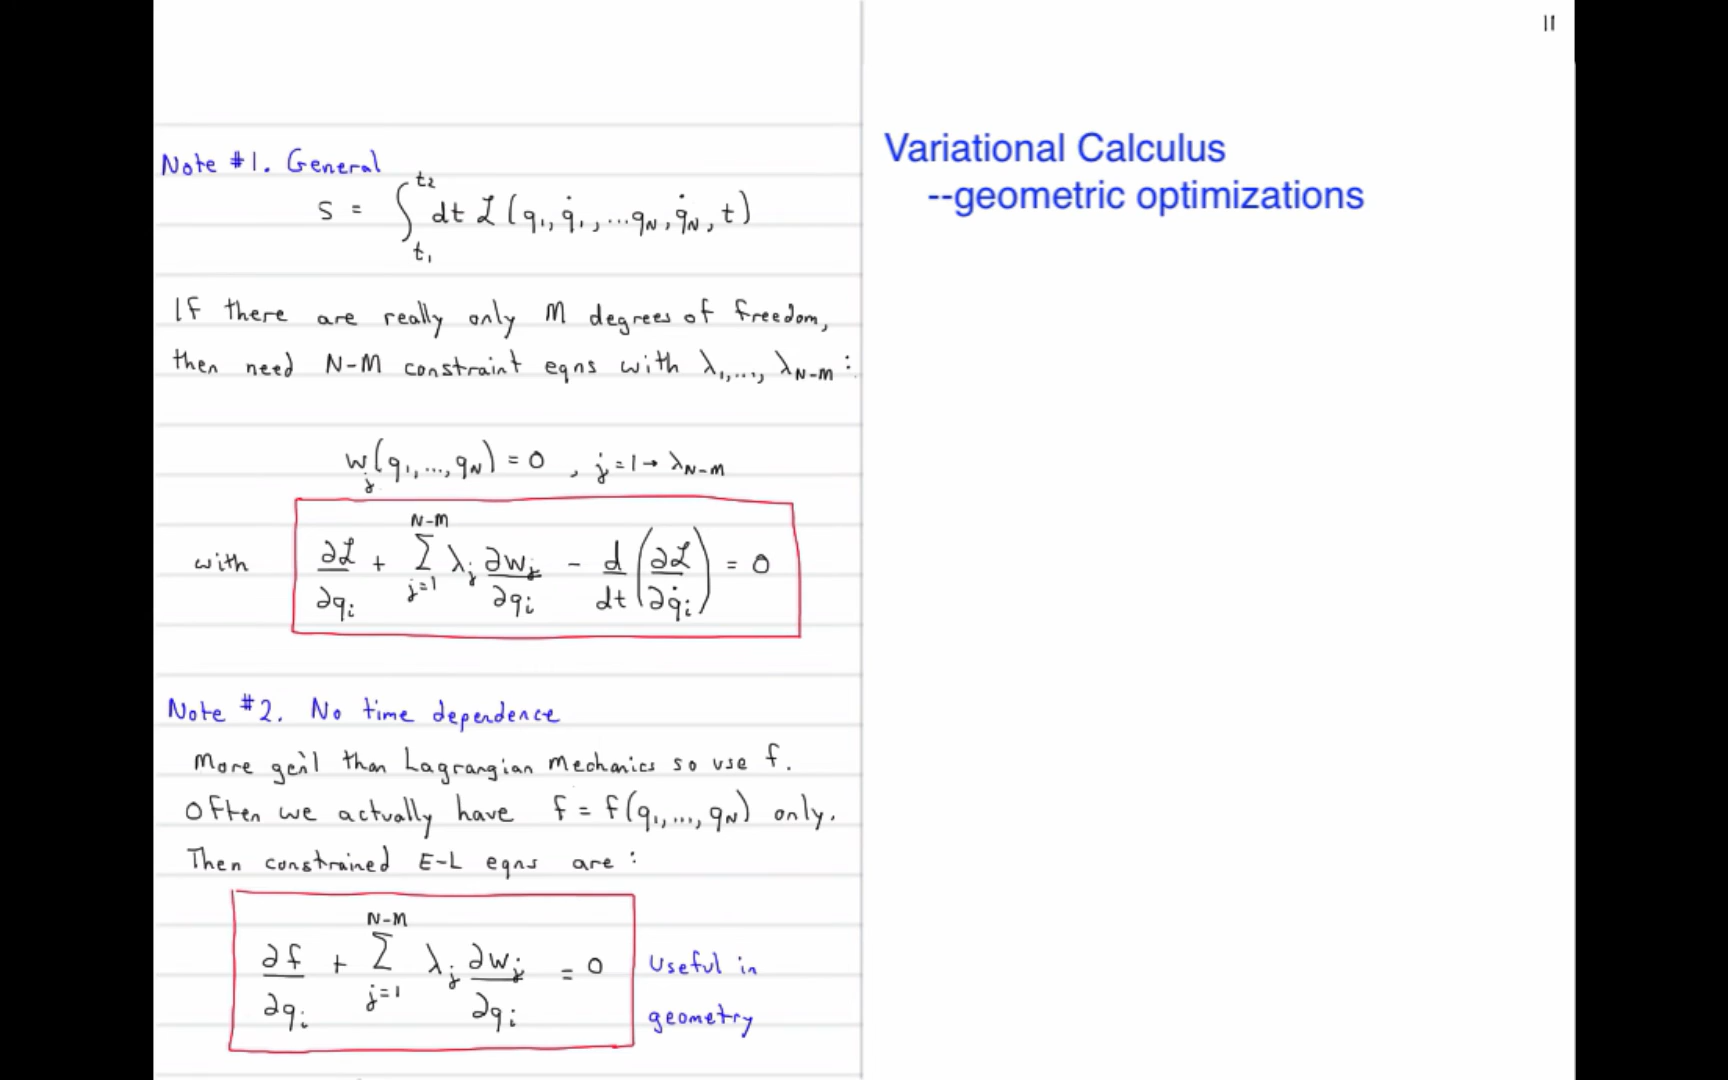 11
Note #1. General
S = ∫_{t₁}^{t₂} dt ℒ (q₁, q̇₁, ... q_N, q̇_N, t)
If there are really only M degrees of freedom,
then need N-M constraint eqns with λ₁, ..., λ_{N-M} :
w_j (q₁, ..., q_N) = 0 , j = 1 → λ_{N-M}
with ∂ℒ/∂q_i + Σ_{j=1}^{N-M} λ_j ∂w_j/∂q_i - d/dt (∂ℒ/∂q̇_i) = 0
Note #2. No time dependence
More gen'l than Lagrangian Mechanics so use f.
Often we actually have f = f(q₁, ..., q_N) only.
Then constrained E-L eqns are :
∂f/∂q_i + Σ_{j=1}^{N-M} λ_j ∂w_j/∂q_i = 0
Useful in
geometry
Variational Calculus
--geometric optimizations